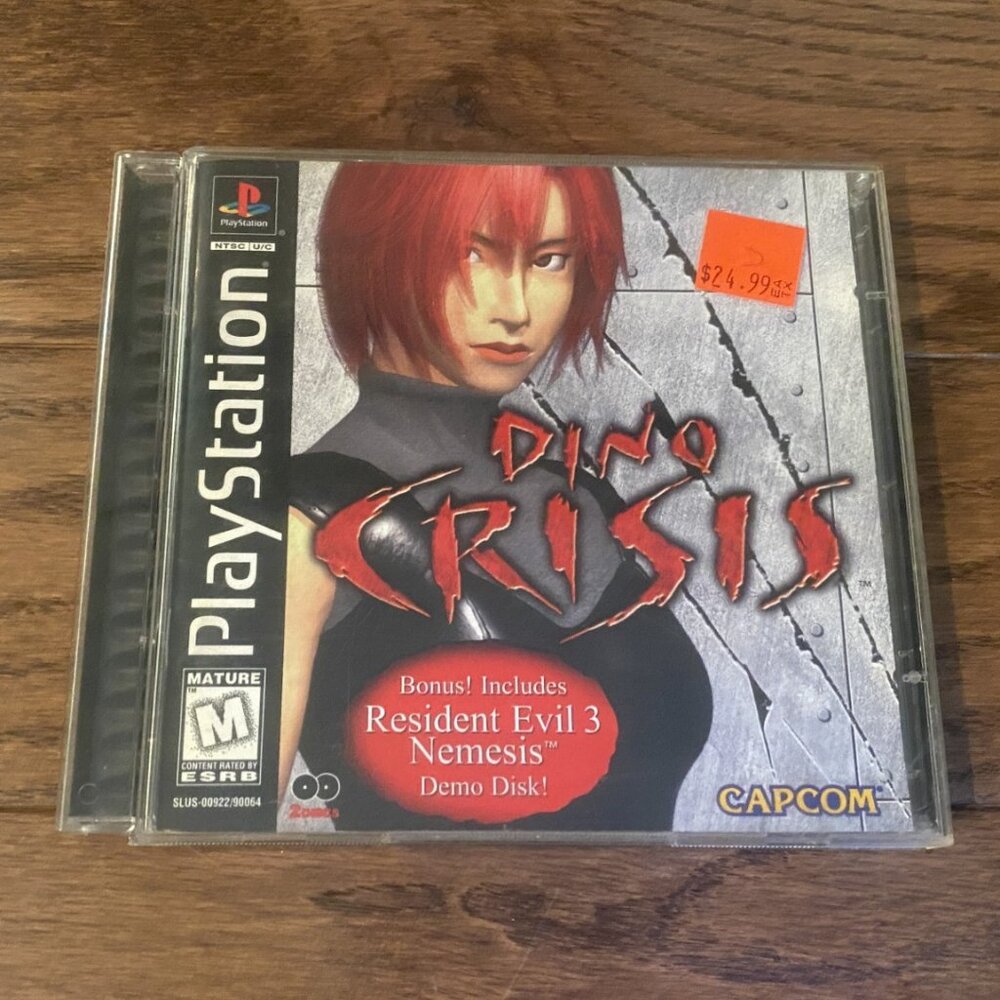 PlayStation
NTSC U/C
PlayStation
MATURE
M
CONTENT RATED BY
ESRB
SLUS-00922/90064
$24.99
DINO
CRISIS
TM
Bonus! Includes
Resident Evil 3
Nemesis™
Demo Disk!
2 DISCS
CAPCOM